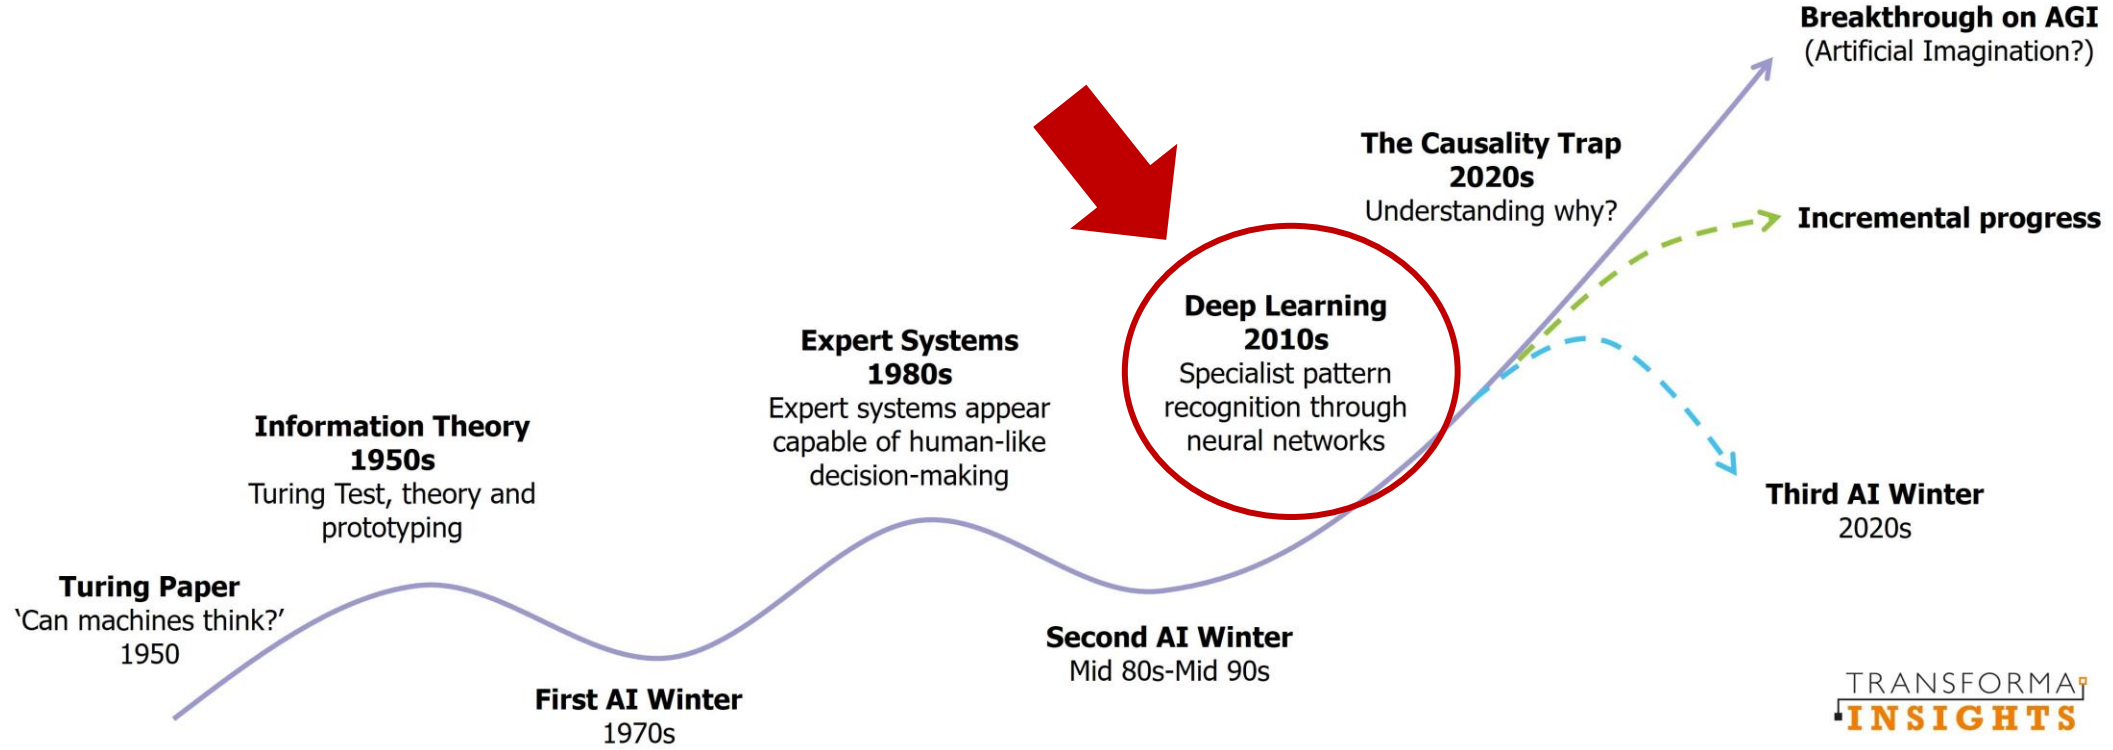 Turing Paper
‘Can machines think?’
1950
Information Theory
1950s
Turing Test, theory and
prototyping
First AI Winter
1970s
Expert Systems
1980s
Expert systems appear
capable of human-like
decision-making
Second AI Winter
Mid 80s-Mid 90s
Deep Learning
2010s
Specialist pattern
recognition through
neural networks
The Causality Trap
2020s
Understanding why?
Breakthrough on AGI
(Artificial Imagination?)
Incremental progress
Third AI Winter
2020s
TRANSFORMA
INSIGHTS